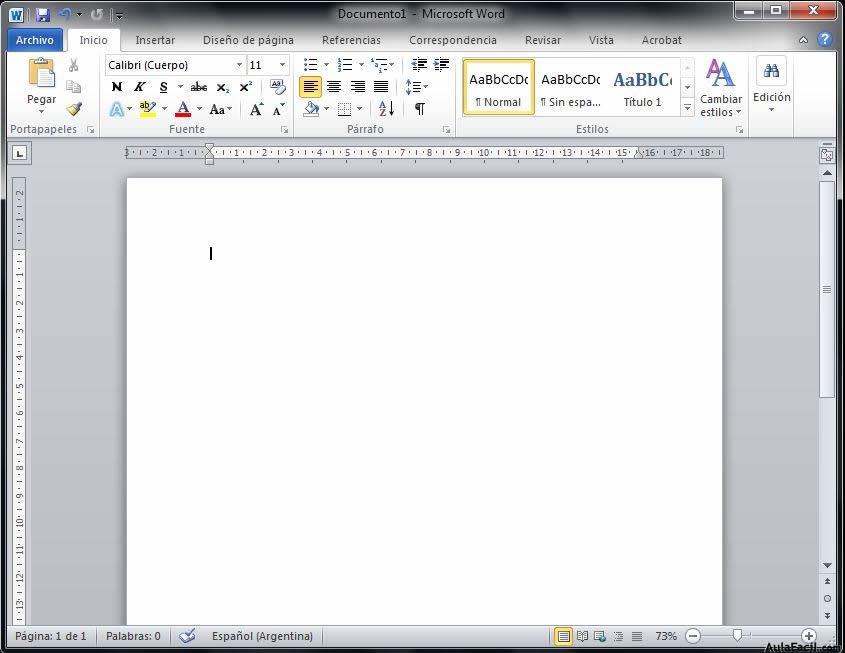 Documento1 - Microsoft Word
Archivo Inicio Insertar Diseño de página Referencias Correspondencia Revisar Vista Acrobat
Calibri (Cuerpo) 11
Pegar
N K S abc x₂ x²
A ab A Aa A A
AaBbCcDc AaBbCcDc AaBbCc
¶ Normal ¶ Sin espa... Título 1
Cambiar estilos
Edición
Portapapeles Fuente Párrafo Estilos
3 2 1 1 2 3 4 5 6 7 8 9 10 11 12 13 14 15 16 17 18
2
1
1
2
3
4
5
6
7
8
9
10
11
12
13
Página: 1 de 1 Palabras: 0 Español (Argentina) 73%
AulaFacil.com